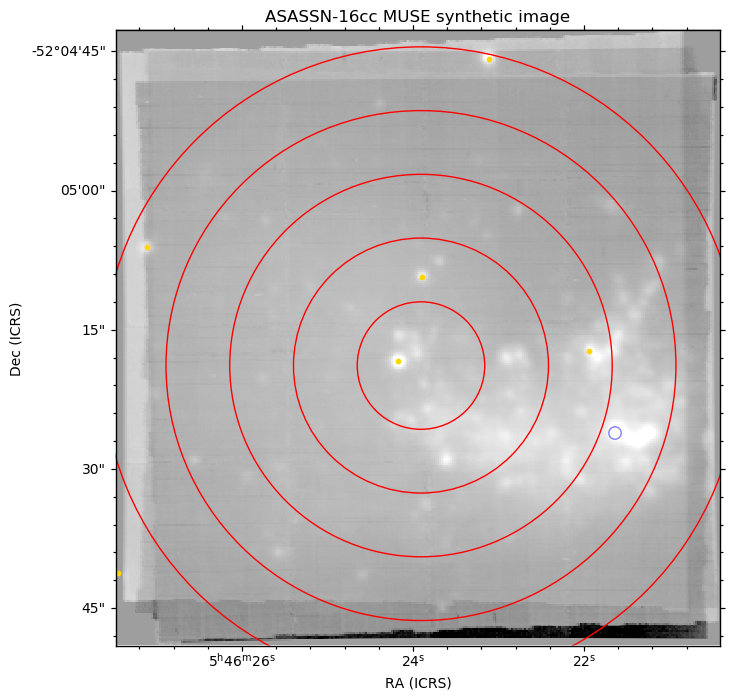 ASASSN-16cc MUSE synthetic image
-52°04'45"
05'00"
15"
30"
45"
Dec (ICRS)
5ʰ46ᵐ26ˢ
24ˢ
22ˢ
RA (ICRS)